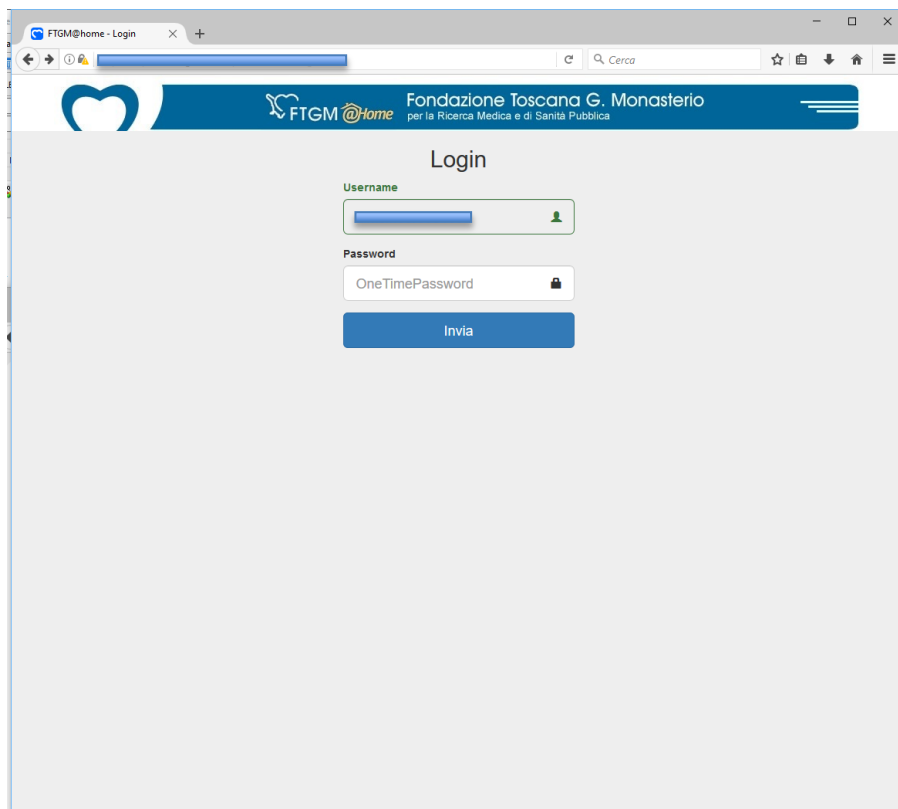 FTGM@home - Login
Cerca
FTGM @Home
Fondazione Toscana G. Monasterio
per la Ricerca Medica e di Sanità Pubblica
Login
Username
Password
OneTimePassword
Invia